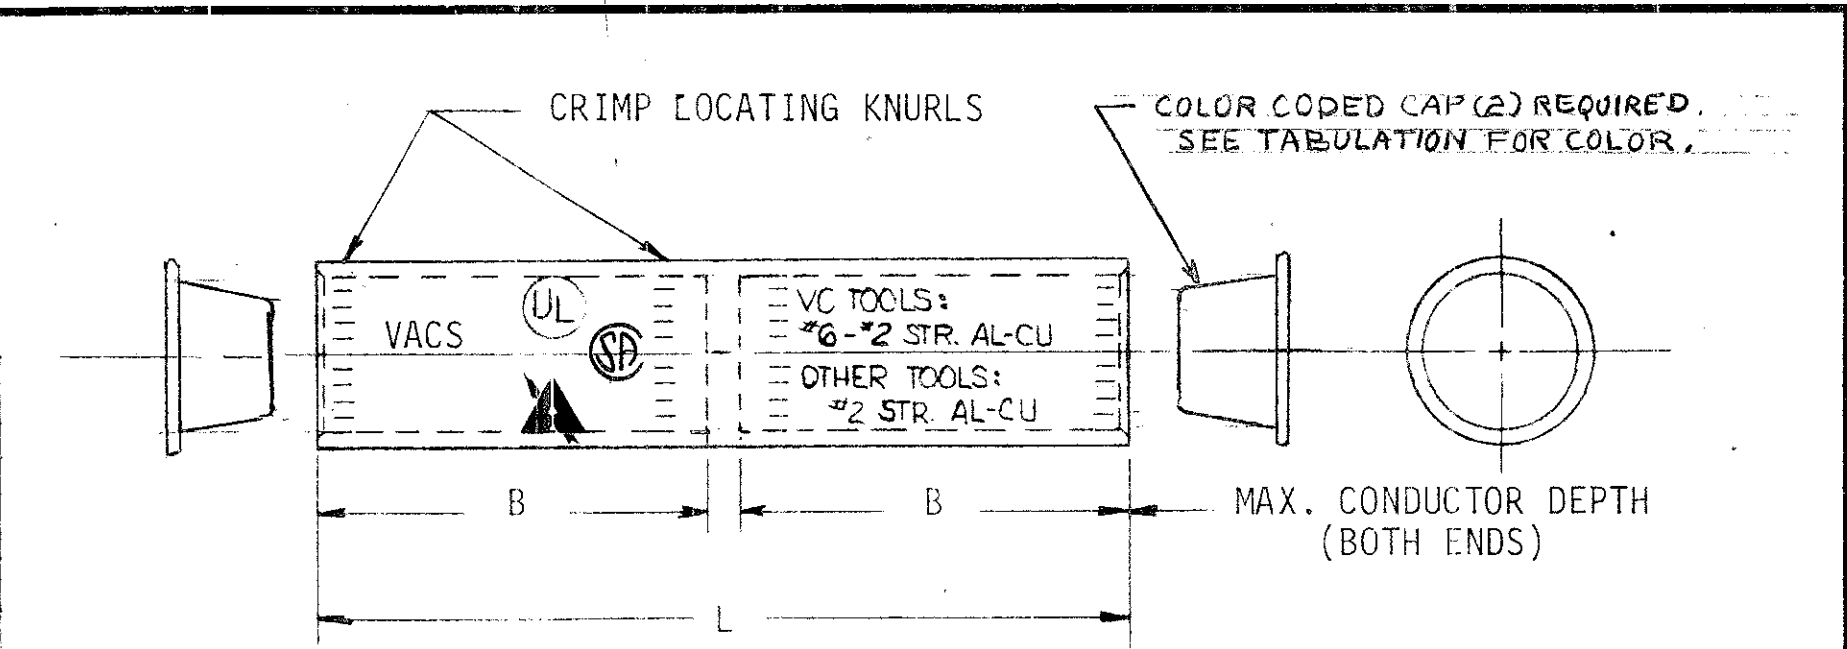 CRIMP LOCATING KNURLS
COLOR CODED CAP (2) REQUIRED.
SEE TABULATION FOR COLOR.
VACS
UL
SA
VC TOOLS:
#6-#2 STR. AL-CU
OTHER TOOLS:
#2 STR. AL-CU
B
B
MAX. CONDUCTOR DEPTH
(BOTH ENDS)
L